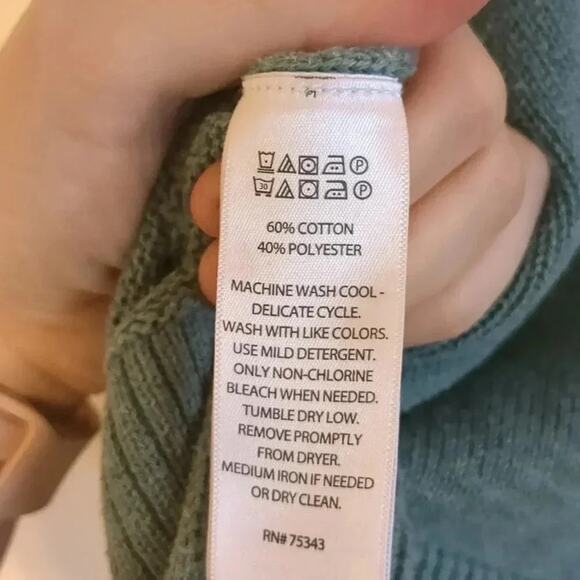 P
30 P
60% COTTON
40% POLYESTER
MACHINE WASH COOL -
DELICATE CYCLE.
WASH WITH LIKE COLORS.
USE MILD DETERGENT.
ONLY NON-CHLORINE
BLEACH WHEN NEEDED.
TUMBLE DRY LOW.
REMOVE PROMPTLY
FROM DRYER.
MEDIUM IRON IF NEEDED
OR DRY CLEAN.
RN# 75343